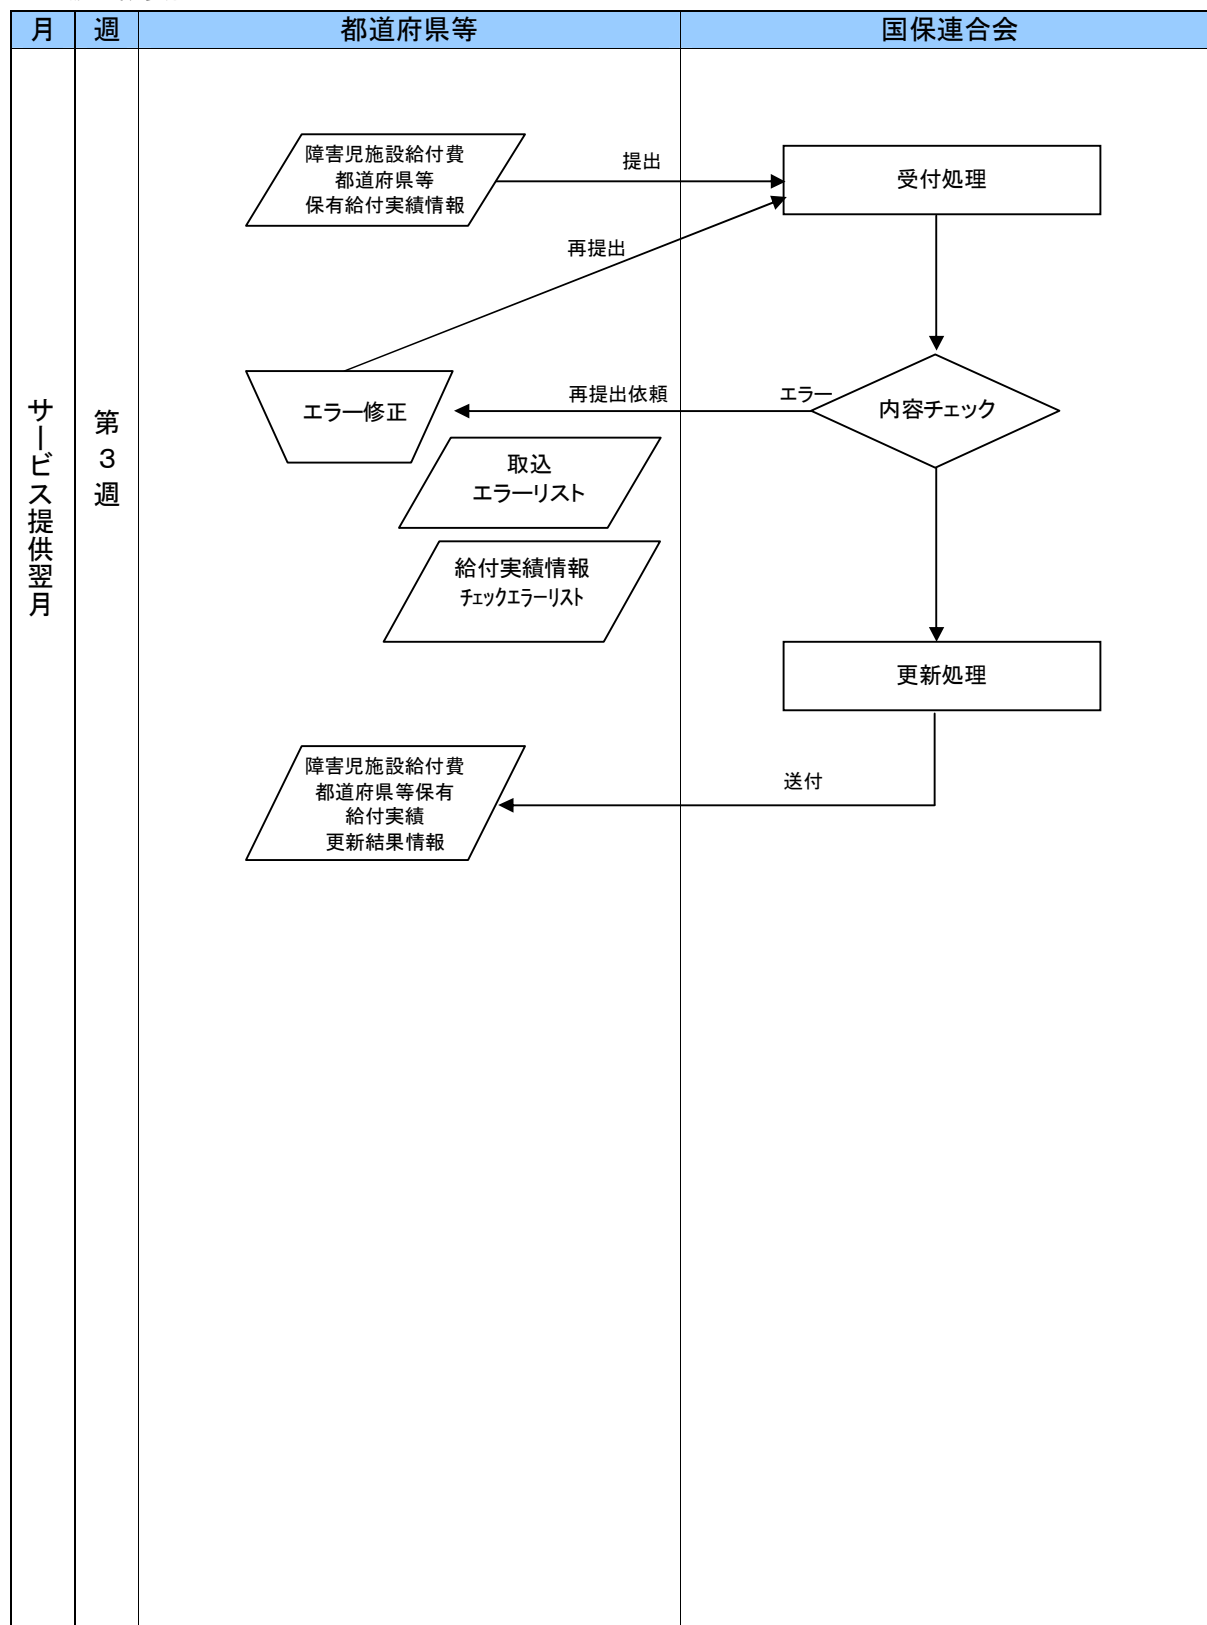 月
週
都道府県等
国保連合会
サービス提供翌月
第3週
障害児施設給付費
都道府県等
保有給付実績情報
提出
受付処理
再提出
エラー修正
再提出依頼
エラー
内容チェック
取込
エラーリスト
給付実績情報
チェックエラーリスト
更新処理
障害児施設給付費
都道府県等保有
給付実績
更新結果情報
送付